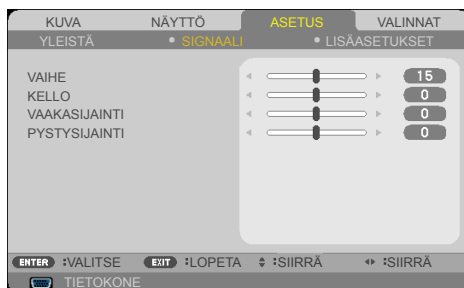 KUVA NÄYTTÖ ASETUS VALINNAT
YLEISTÄ • SIGNAALI • LISÄASETUKSET
VAIHE 15
KELLO 0
VAAKASIJAINTI 0
PYSTYSIJAINTI 0
ENTER :VALITSE EXIT :LOPETA :SIIRRÄ :SIIRRÄ
TIETOKONE